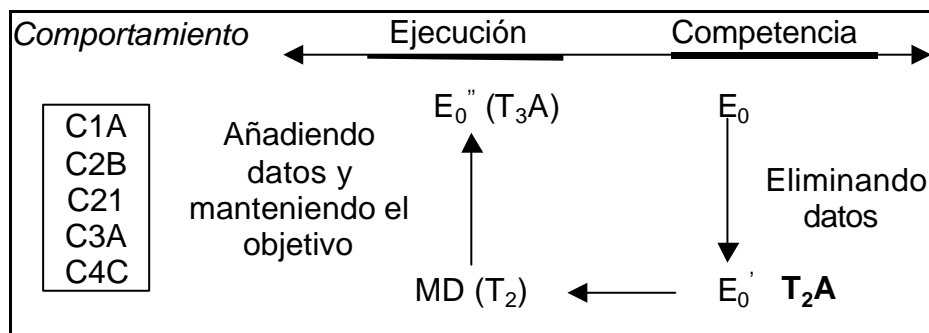 Comportamiento
Ejecución
Competencia
C1A
C2B
C21
C3A
C4C
Añadiendo
datos y
manteniendo el
objetivo
E₀” (T₃A)
MD (T₂)
E₀
Eliminando
datos
E₀’ T₂A